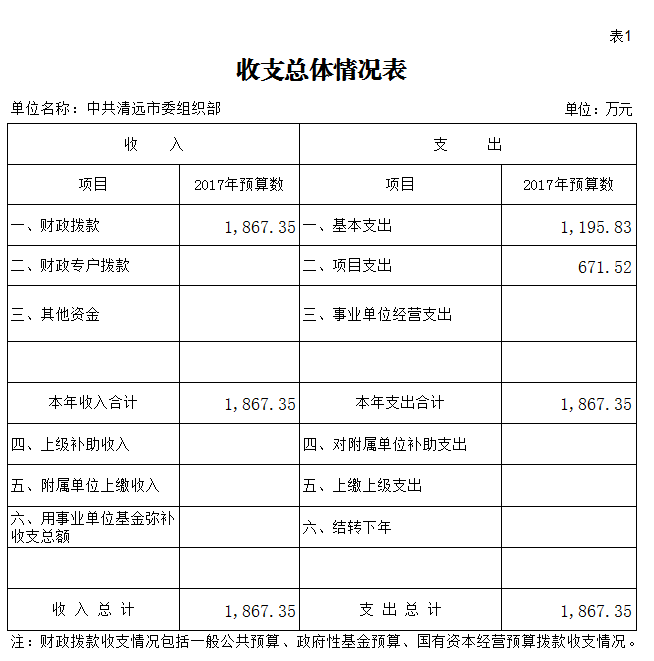 表1
收支总体情况表
单位名称：中共清远市委组织部 单位：万元
收 入 支 出
项目 2017年预算数 项目 2017年预算数
一、财政拨款 1,867.35 一、基本支出 1,195.83
二、财政专户拨款 二、项目支出 671.52
三、其他资金 三、事业单位经营支出
本年收入合计 1,867.35 本年支出合计 1,867.35
四、上级补助收入 四、对附属单位补助支出
五、附属单位上缴收入 五、上缴上级支出
六、用事业单位基金弥补
收支总额 六、结转下年
收 入 总 计 1,867.35 支 出 总 计 1,867.35
注：财政拨款收支情况包括一般公共预算、政府性基金预算、国有资本经营预算拨款收支情况。